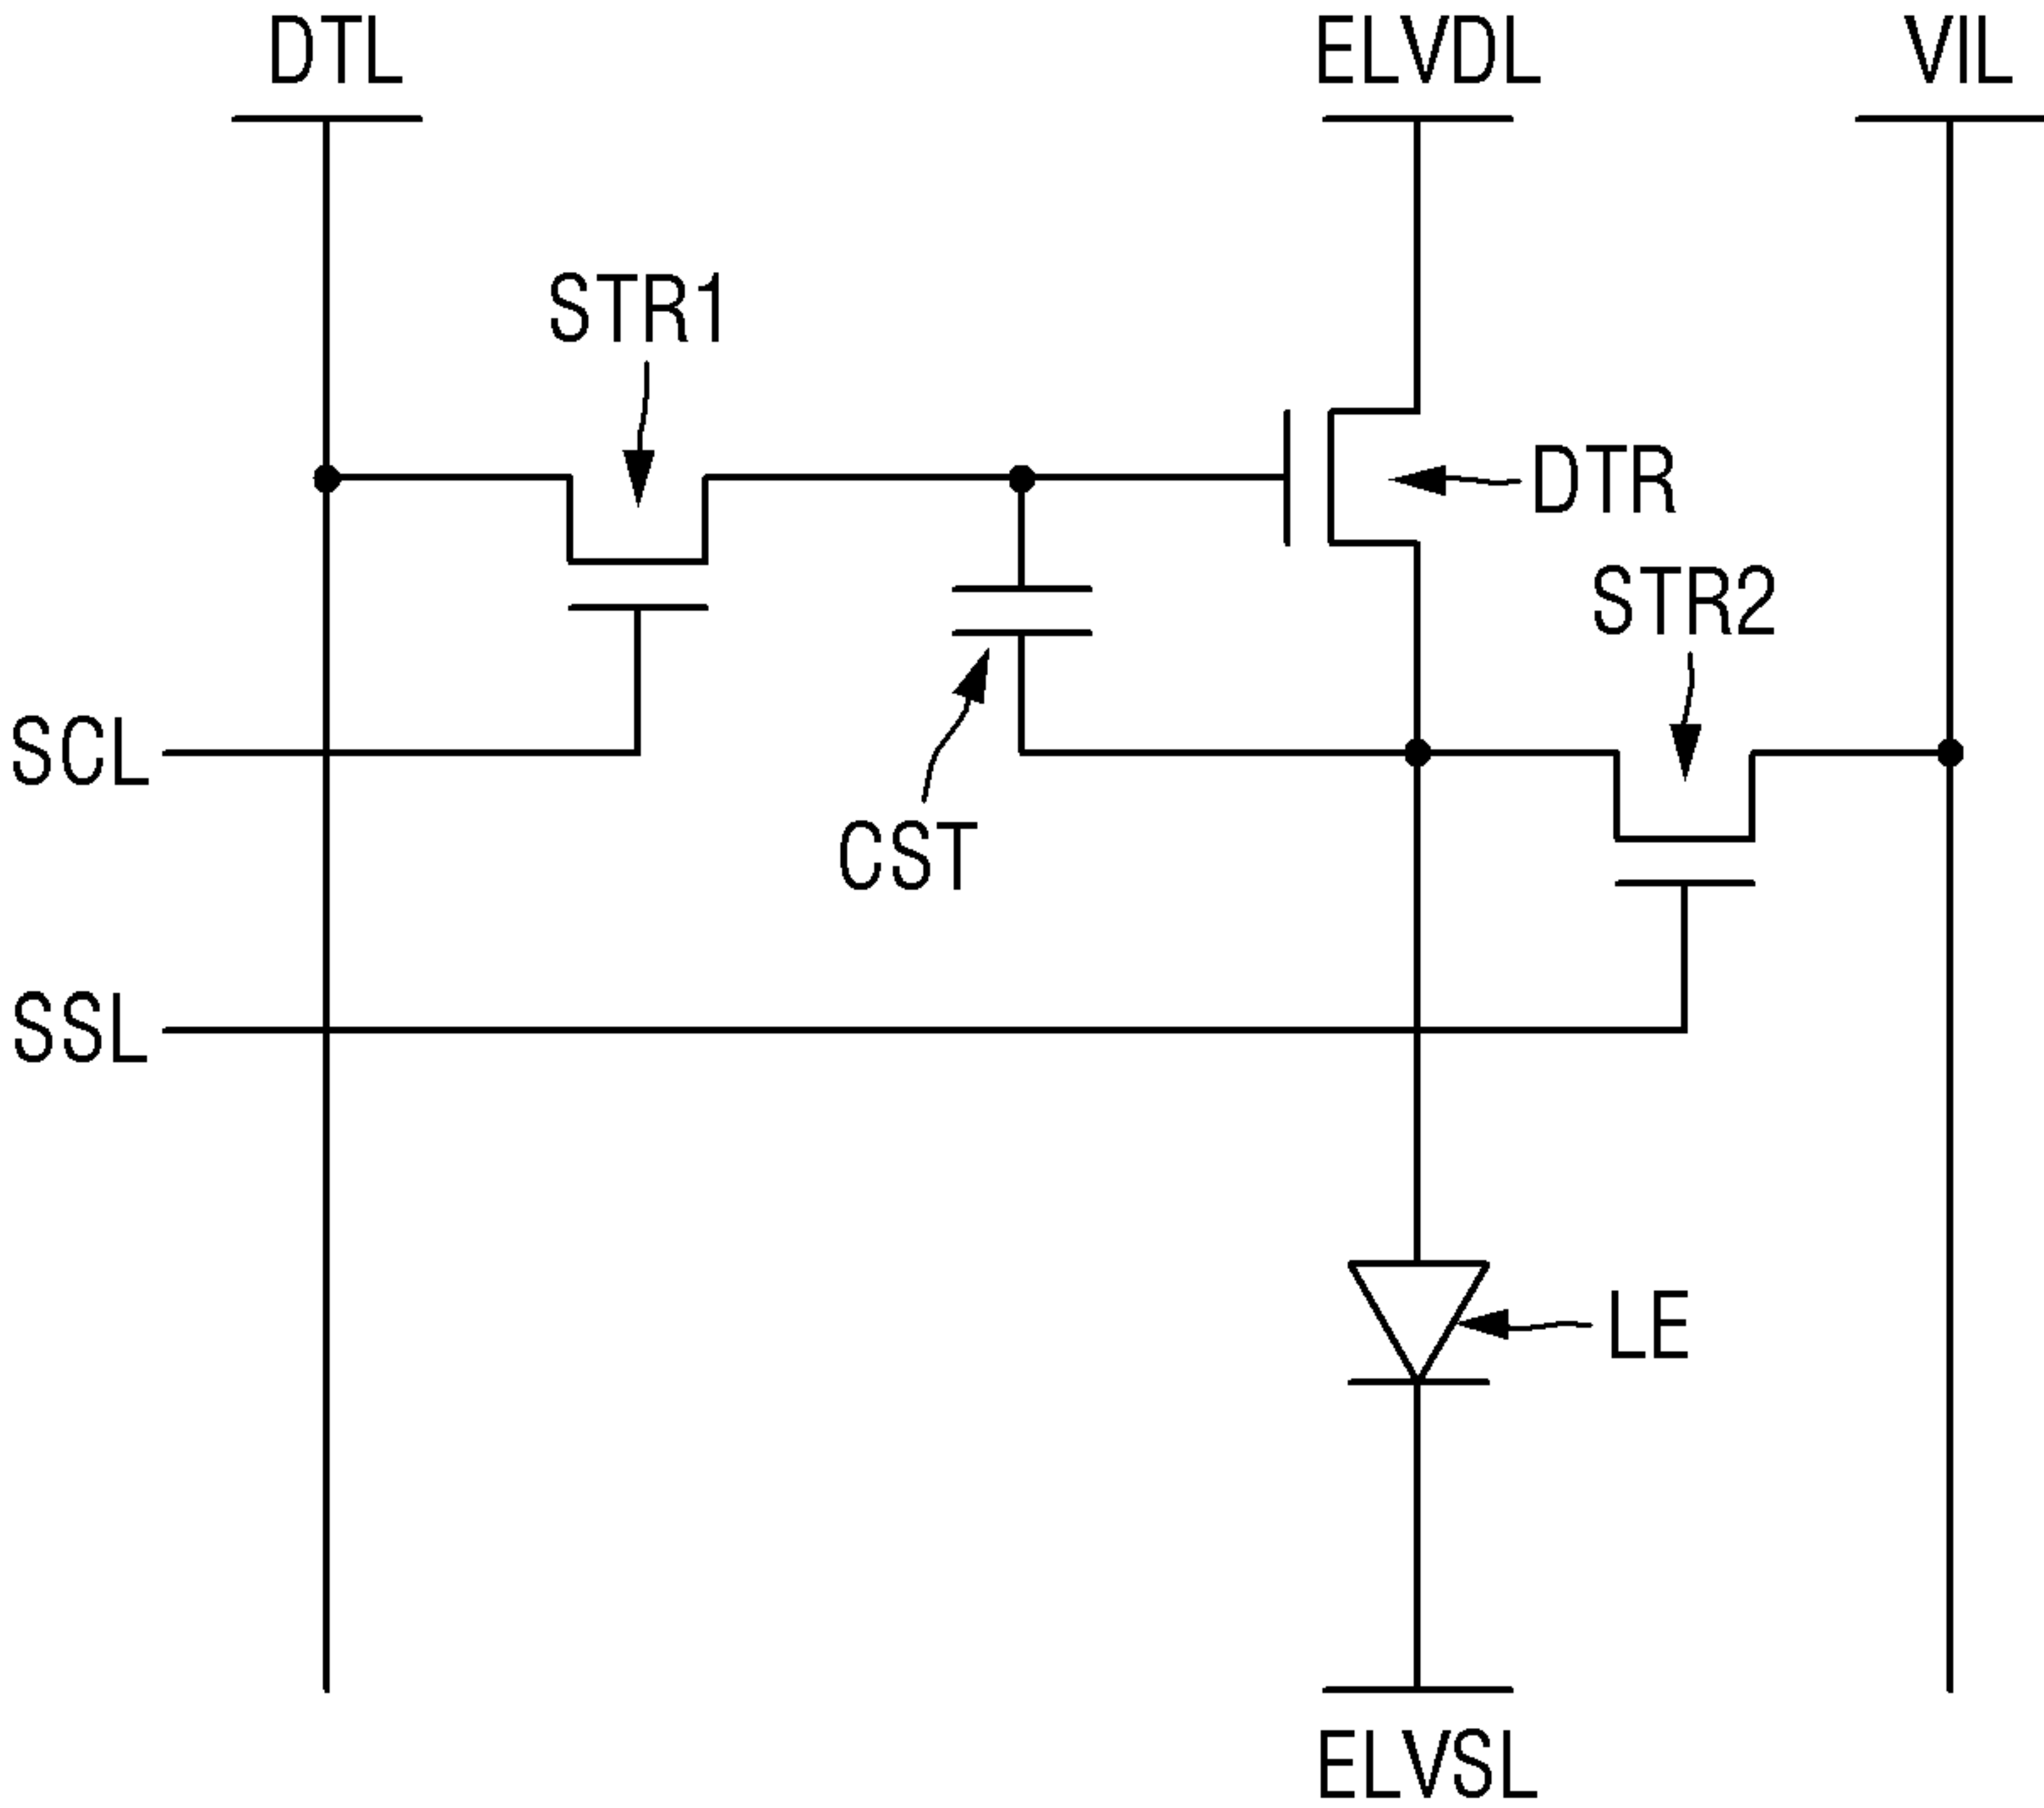 DTL
ELVDL
VIL
STR1
DTR
STR2
SCL
CST
SSL
LE
ELVSL